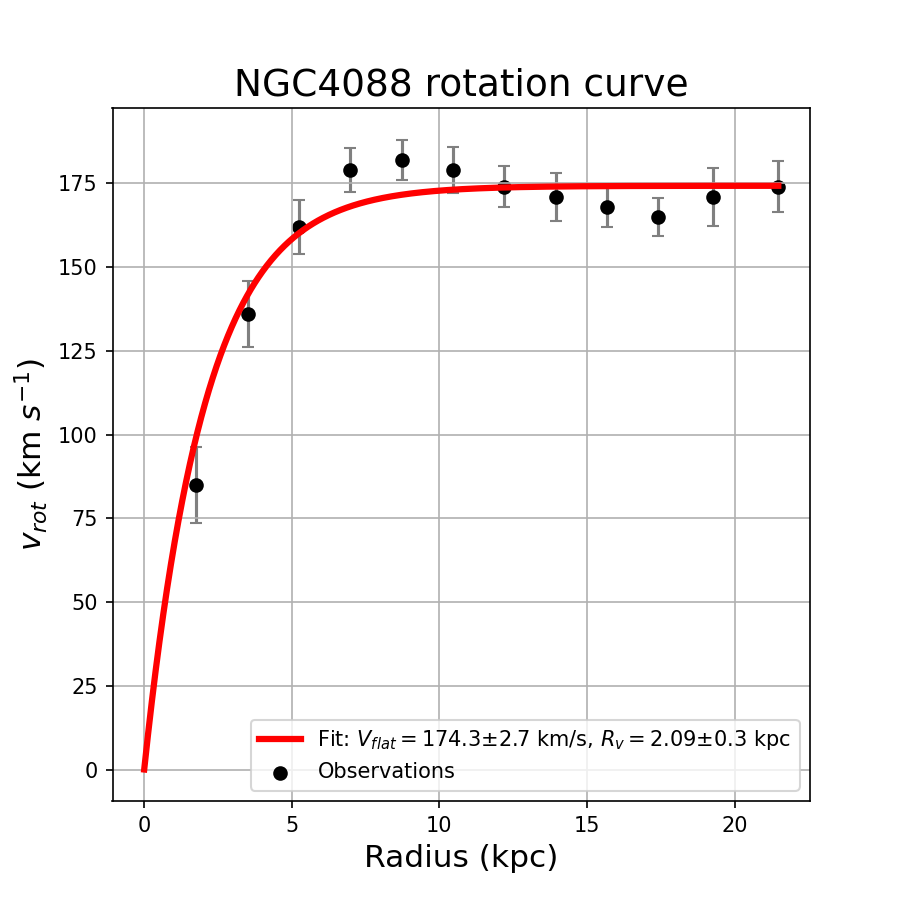 NGC4088 rotation curve
175
150
125
100
75
50
25
0
v_rot (km s⁻¹)
Fit: V_flat = 174.3±2.7 km/s, R_v = 2.09±0.3 kpc
Observations
0 5 10 15 20
Radius (kpc)